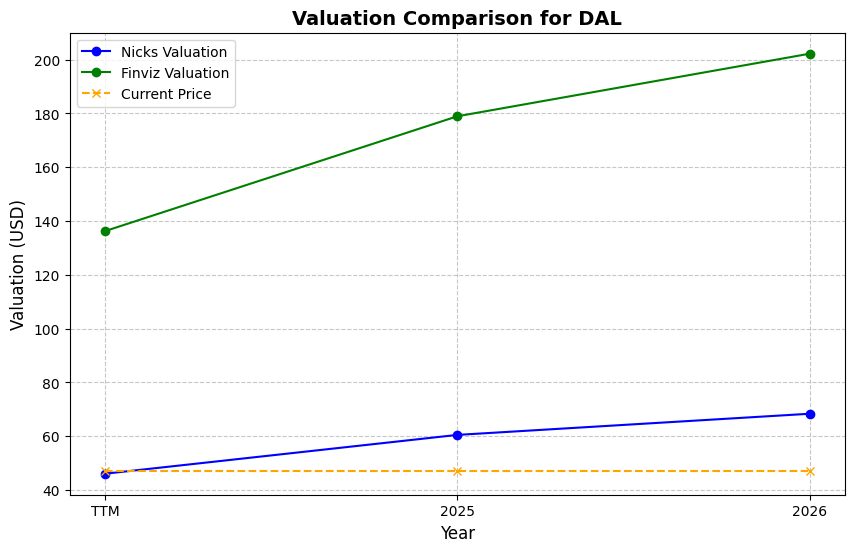 Valuation Comparison for DAL
Nicks Valuation
Finviz Valuation
Current Price
Valuation (USD)
200
180
160
140
120
100
80
60
40
TTM
2025
2026
Year